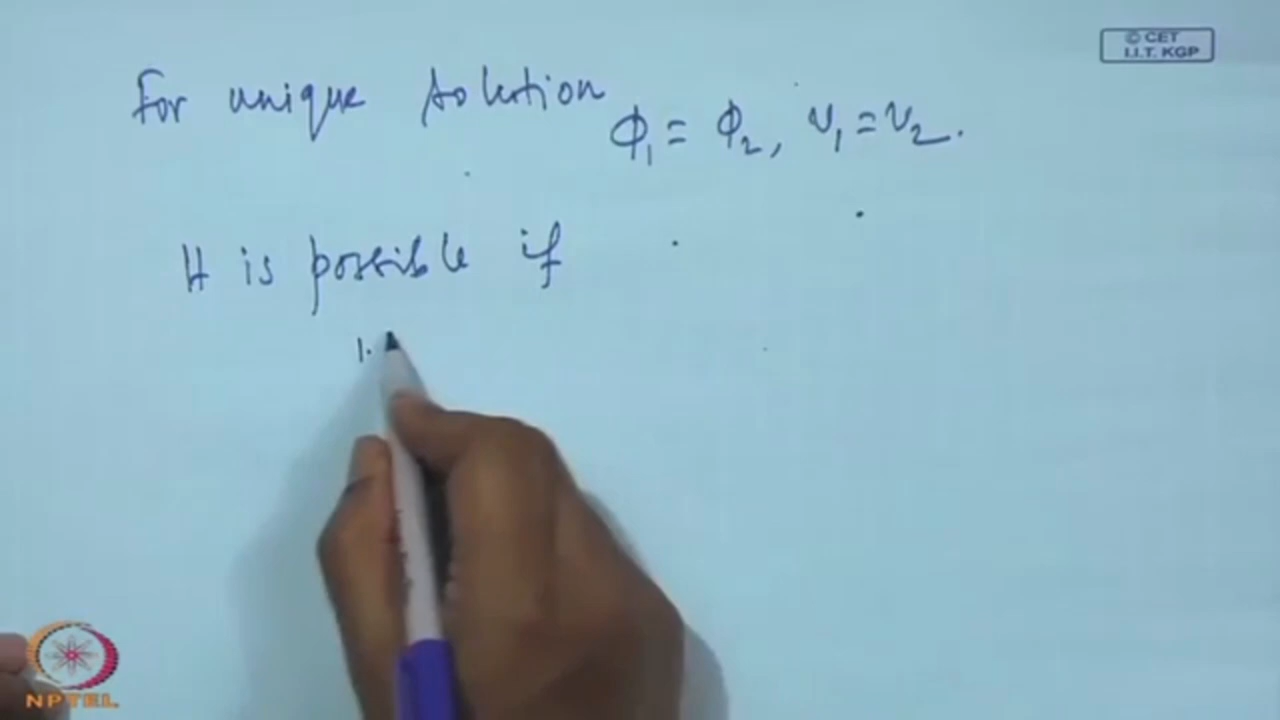 © CET
I.I.T. KGP
For unique solution
ϕ₁ = ϕ₂, v₁ = v₂.
It is possible if
1.
NPTEL